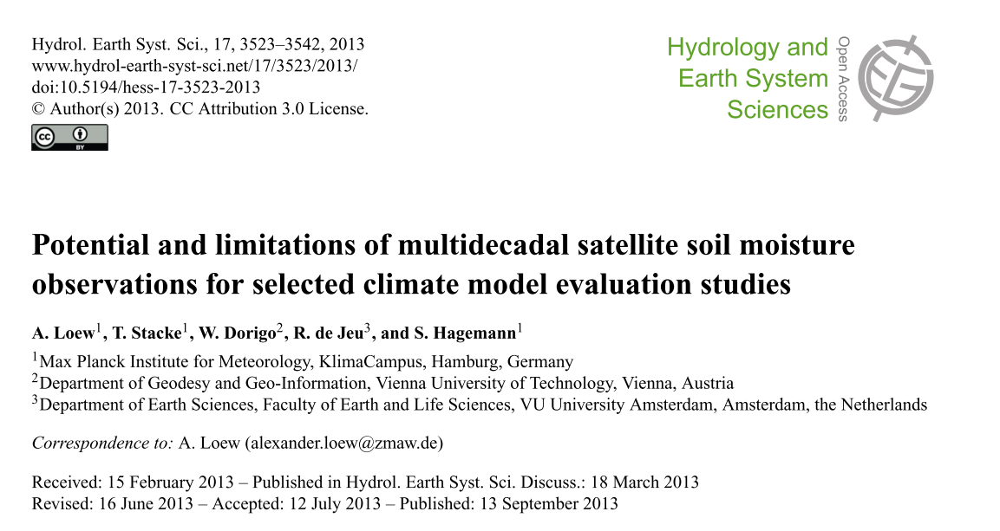 Hydrol. Earth Syst. Sci., 17, 3523–3542, 2013
www.hydrol-earth-syst-sci.net/17/3523/2013/
doi:10.5194/hess-17-3523-2013
© Author(s) 2013. CC Attribution 3.0 License.
cc BY
Hydrology and
Earth System
Sciences
Open Access
EG
Potential and limitations of multidecadal satellite soil moisture
observations for selected climate model evaluation studies
A. Loew1, T. Stacke1, W. Dorigo2, R. de Jeu3, and S. Hagemann1
1Max Planck Institute for Meteorology, KlimaCampus, Hamburg, Germany
2Department of Geodesy and Geo-Information, Vienna University of Technology, Vienna, Austria
3Department of Earth Sciences, Faculty of Earth and Life Sciences, VU University Amsterdam, Amsterdam, the Netherlands
Correspondence to: A. Loew (alexander.loew@zmaw.de)
Received: 15 February 2013 – Published in Hydrol. Earth Syst. Sci. Discuss.: 18 March 2013
Revised: 16 June 2013 – Accepted: 12 July 2013 – Published: 13 September 2013